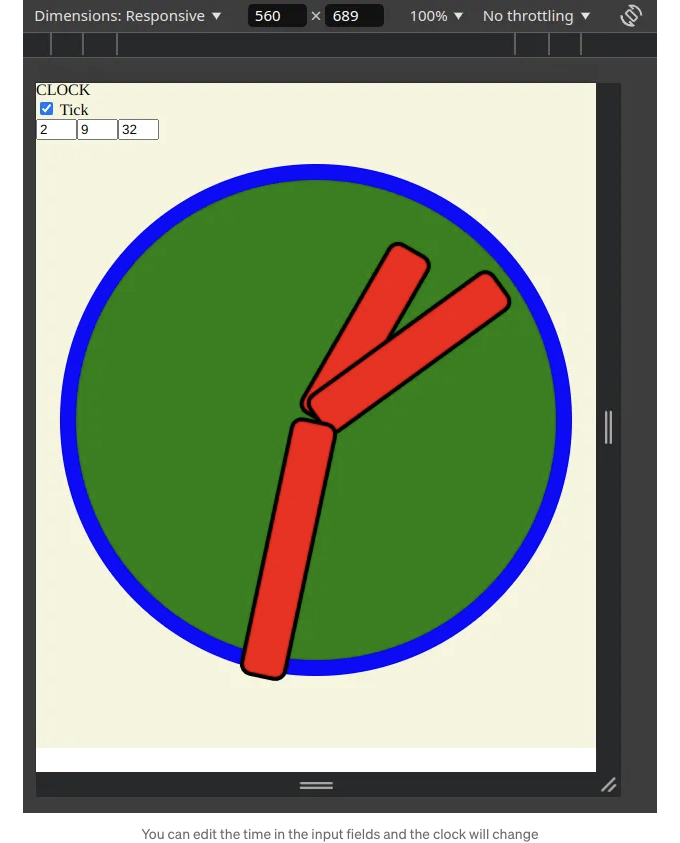 Dimensions: Responsive ▼ 560 × 689 100% ▼ No throttling ▼
CLOCK
Tick
2 9 32
You can edit the time in the input fields and the clock will change